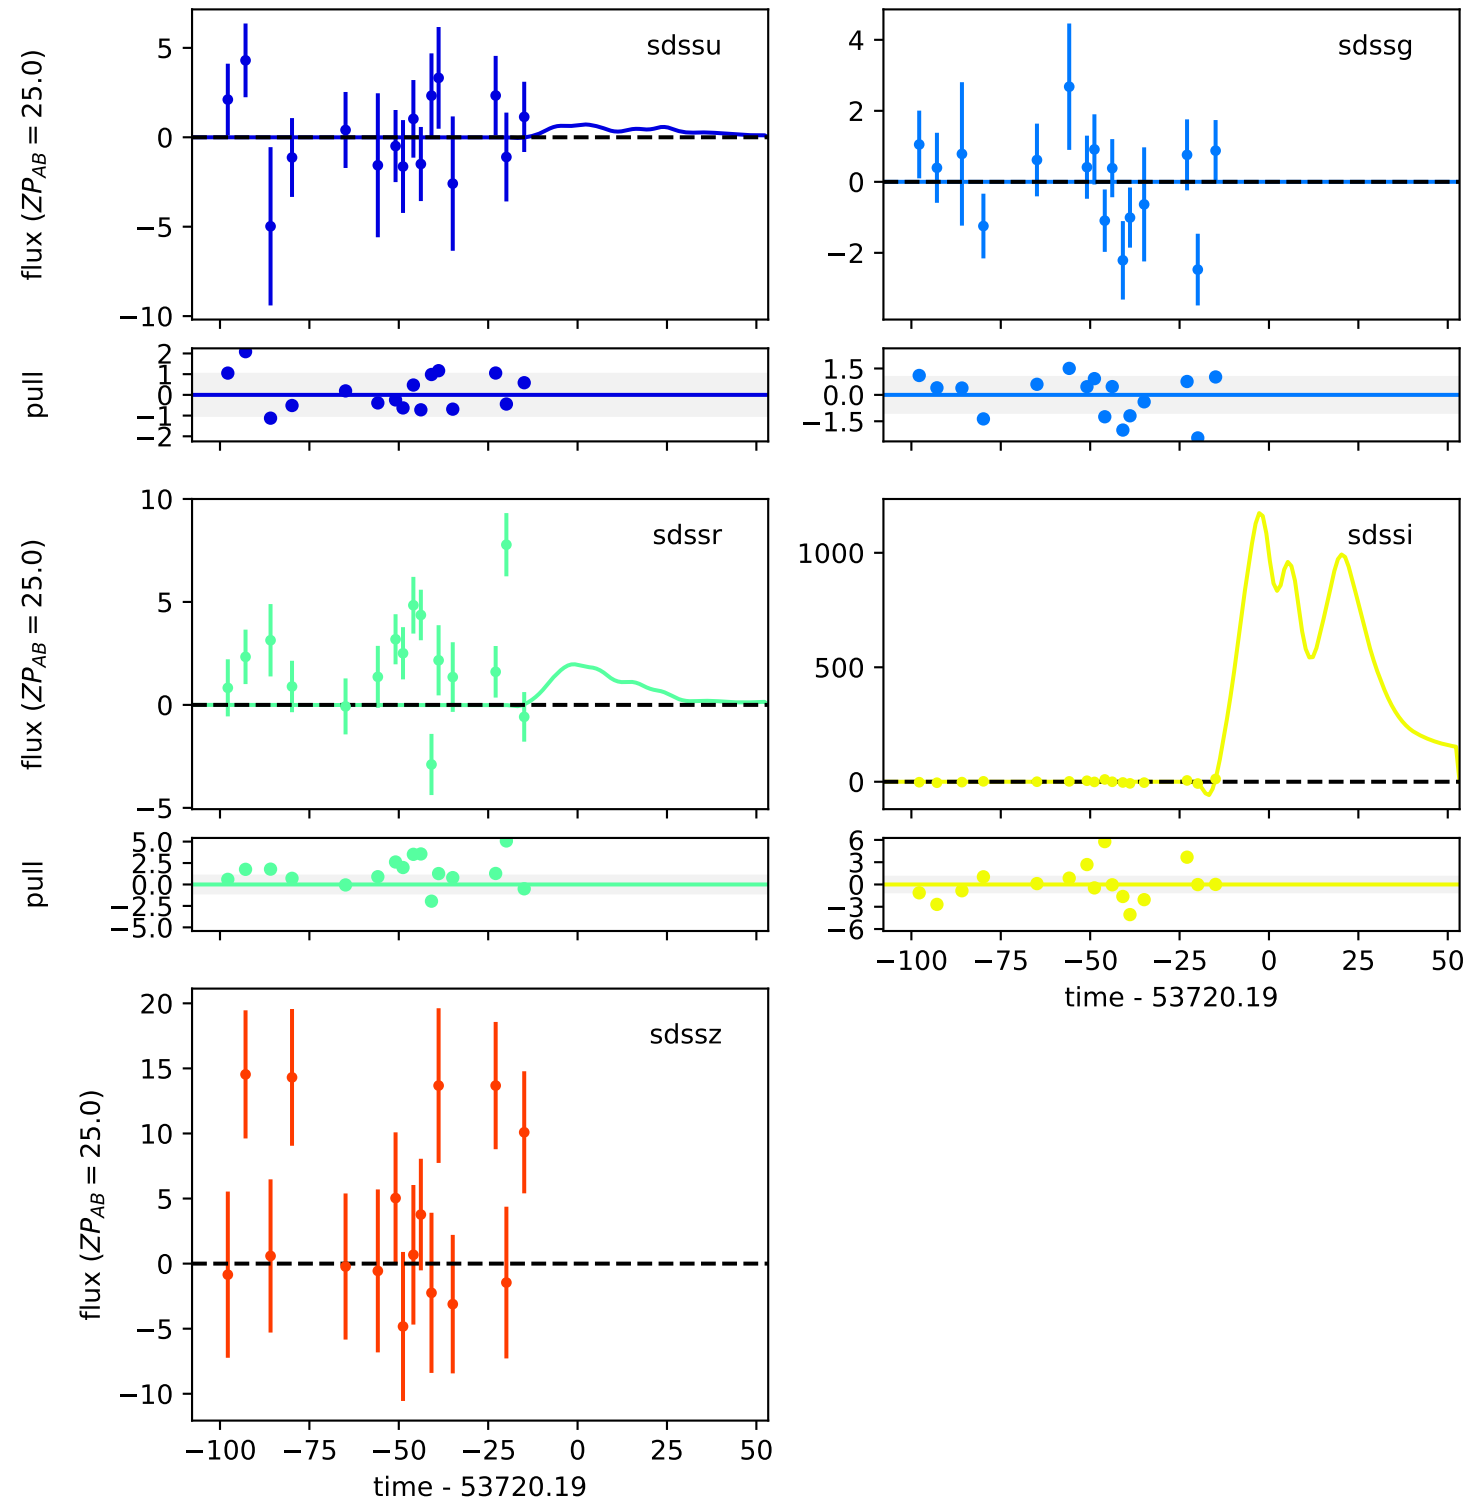 sdssu
flux (ZP_AB = 25.0)
5
0
−5
−10
sdssg
4
2
0
−2
pull
2
1
0
−1
−2
1.5
0.0
−1.5
sdssr
flux (ZP_AB = 25.0)
10
5
0
−5
sdssi
1000
500
0
pull
5.0
2.5
0.0
−2.5
−5.0
6
3
0
−3
−6
−100 −75 −50 −25 0 25 50
time - 53720.19
sdssz
flux (ZP_AB = 25.0)
20
15
10
5
0
−5
−10
−100 −75 −50 −25 0 25 50
time - 53720.19